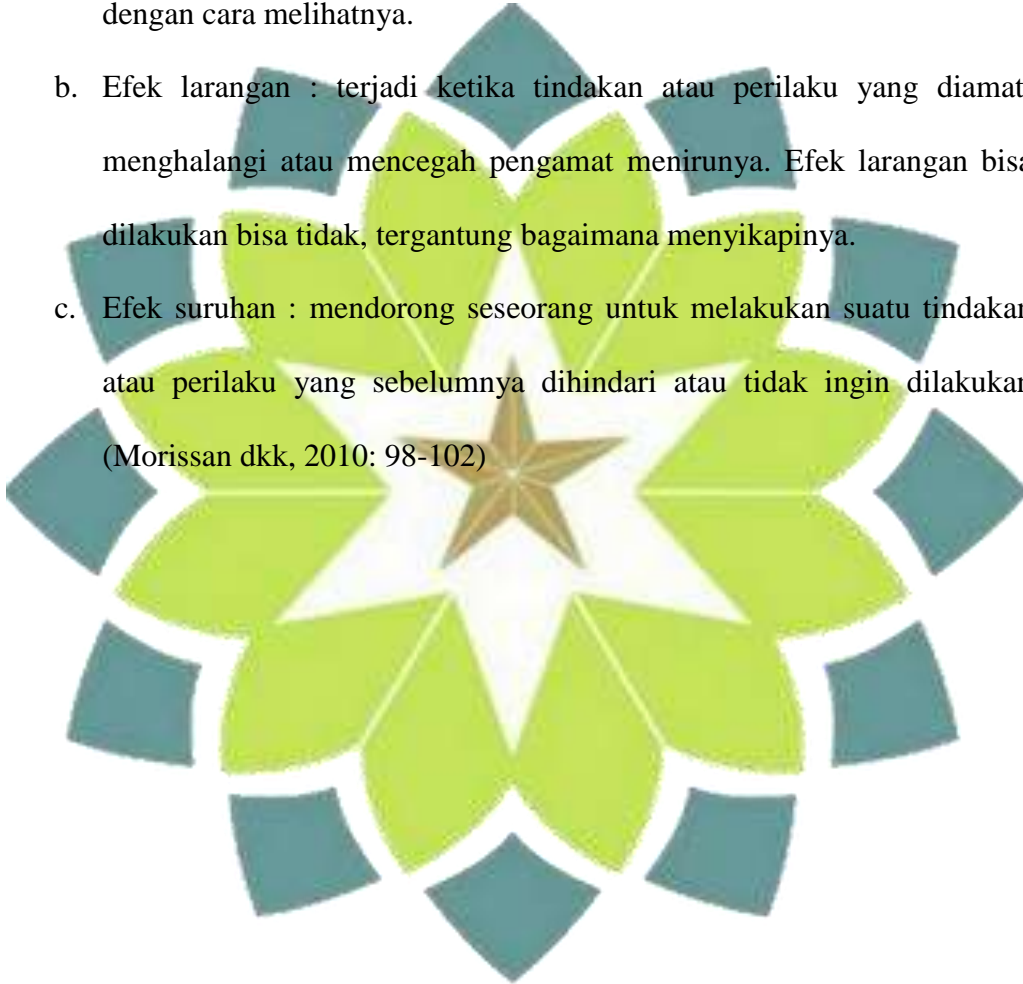 dengan cara melihatnya.
b. Efek larangan : terjadi ketika tindakan atau perilaku yang diamat
menghalangi atau mencegah pengamat menirunya. Efek larangan bisa
dilakukan bisa tidak, tergantung bagaimana menyikapinya.
c. Efek suruhan : mendorong seseorang untuk melakukan suatu tindakan
atau perilaku yang sebelumnya dihindari atau tidak ingin dilakukan
(Morissan dkk, 2010: 98-102)